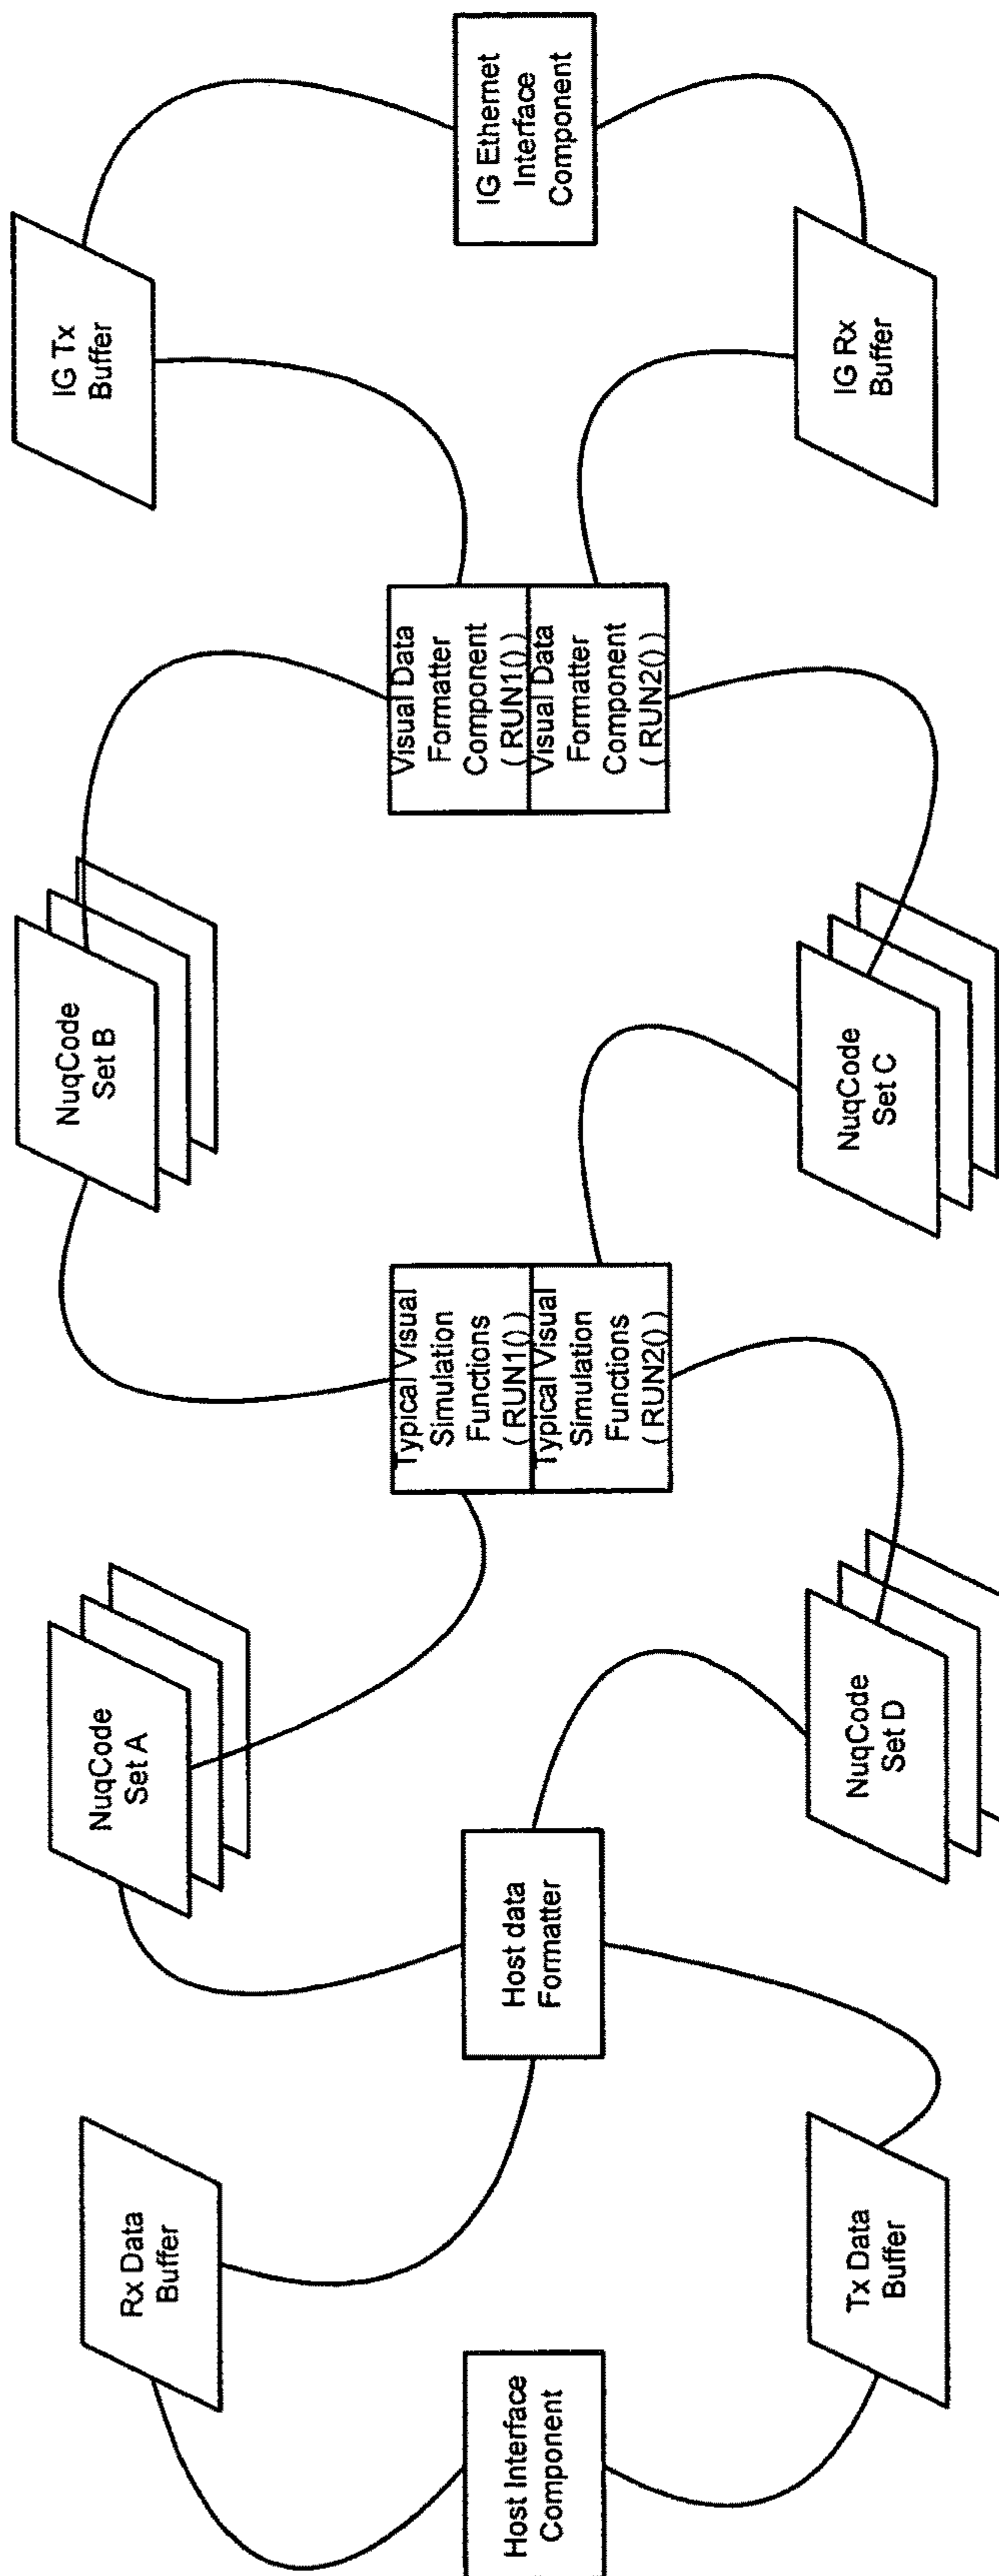 Host Interface
Component
Rx Data
Buffer
Tx Data
Buffer
Host data
Formatter
NuqCode
Set A
NuqCode
Set D
Typical Visual
Simulation
Functions
( RUN1() )
Typical Visual
Simulation
Functions
( RUN2() )
NuqCode
Set B
NuqCode
Set C
Visual Data
Formatter
Component
( RUN1() )
Visual Data
Formatter
Component
( RUN2() )
IG Tx
Buffer
IG Rx
Buffer
IG Ethernet
Interface
Component